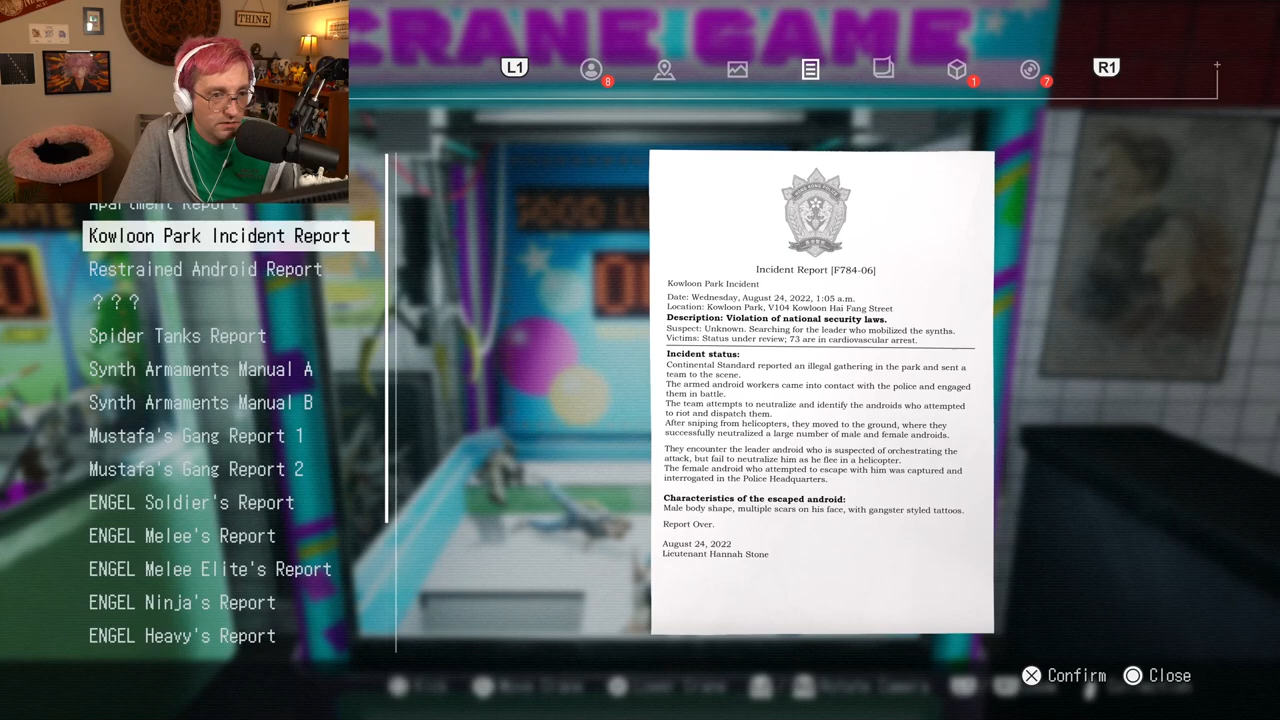 CRANE GAME
THINK
L1
8
1
7
R1
Apartment Report
Kowloon Park Incident Report
Restrained Android Report
???
Spider Tanks Report
Synth Armaments Manual A
Synth Armaments Manual B
Mustafa's Gang Report 1
Mustafa's Gang Report 2
ENGEL Soldier's Report
ENGEL Melee's Report
ENGEL Melee Elite's Report
ENGEL Ninja's Report
ENGEL Heavy's Report
HONG KONG POLICE
Incident Report [F784-06]
Kowloon Park Incident
Date: Wednesday, August 24, 2022, 1:05 a.m.
Location: Kowloon Park, V104 Kowloon Hai Fang Street
Description: Violation of national security laws.
Suspect: Unknown. Searching for the leader who mobilized the synths.
Victims: Status under review; 73 are in cardiovascular arrest.
Incident status:
Continental Standard reported an illegal gathering in the park and sent a
team to the scene.
The armed android workers came into contact with the police and engaged
them in battle.
The team attempts to neutralize and identify the androids who attempted
to riot and dispatch them.
After sniping from helicopters, they moved to the ground, where they
successfully neutralized a large number of male and female androids.
They encounter the leader android who is suspected of orchestrating the
attack, but fail to neutralize him as he flee in a helicopter.
The female android who attempted to escape with him was captured and
interrogated in the Police Headquarters.
Characteristics of the escaped android:
Male body shape, multiple scars on his face, with gangster styled tattoos.
Report Over.
August 24, 2022
Lieutenant Hannah Stone
Confirm
Close